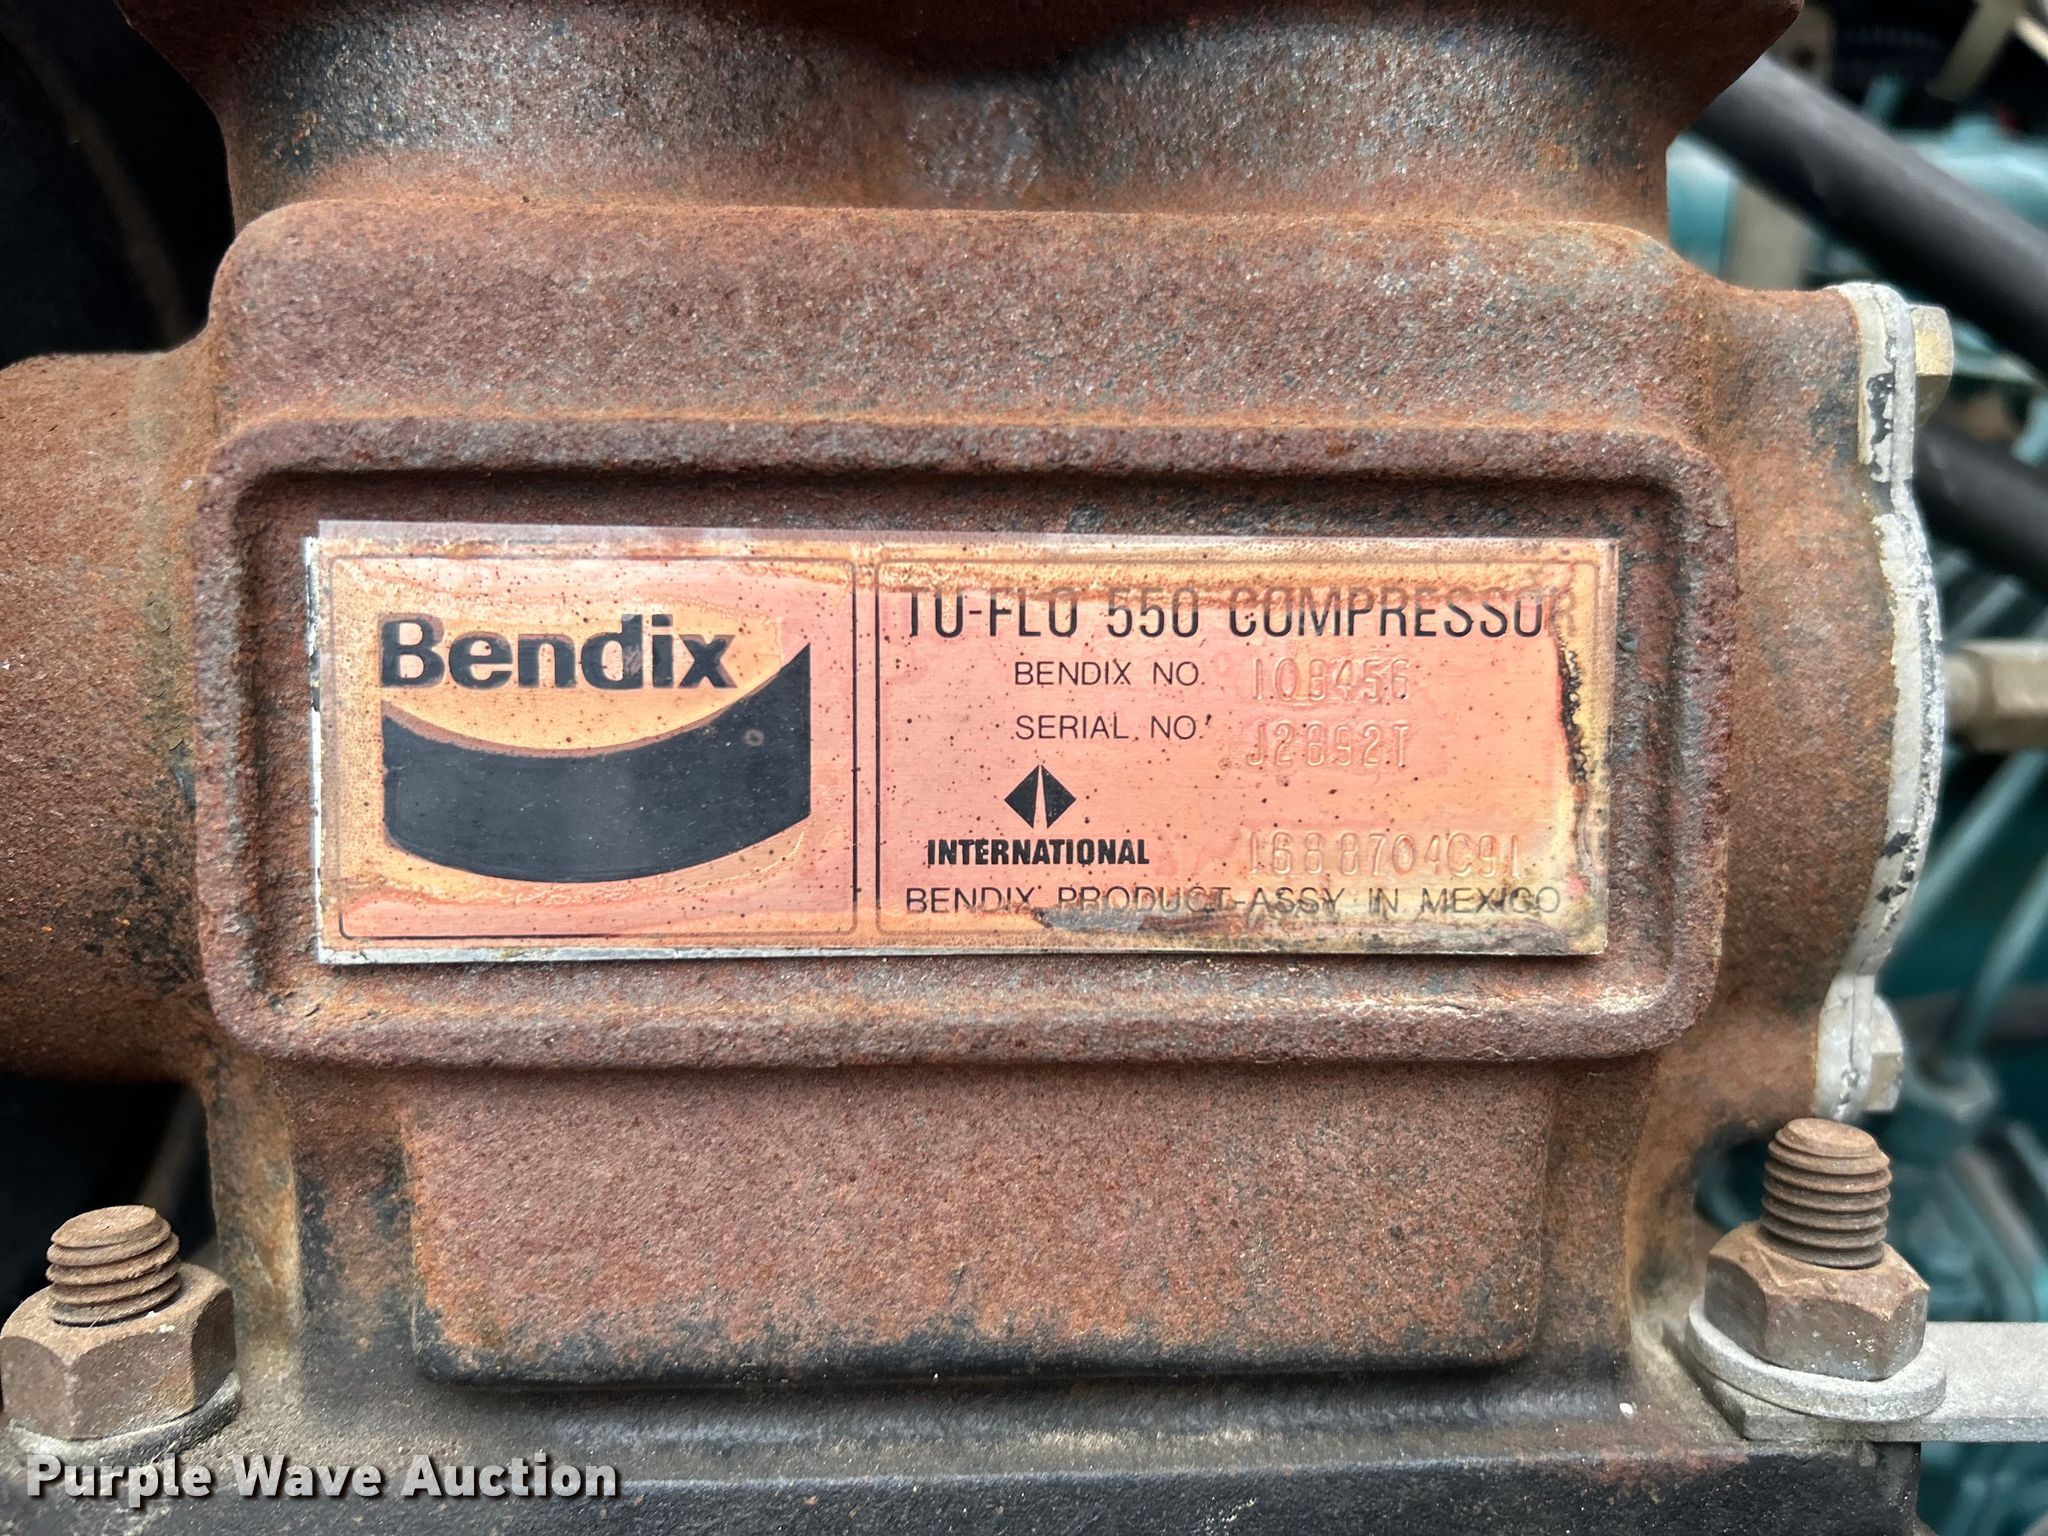 Bendix
TU-FLO 550 COMPRESSOR
BENDIX NO. 108456
SERIAL NO. J2892T
INTERNATIONAL 1688704C91
BENDIX PRODUCT-ASSY IN MEXICO
Purple Wave Auction